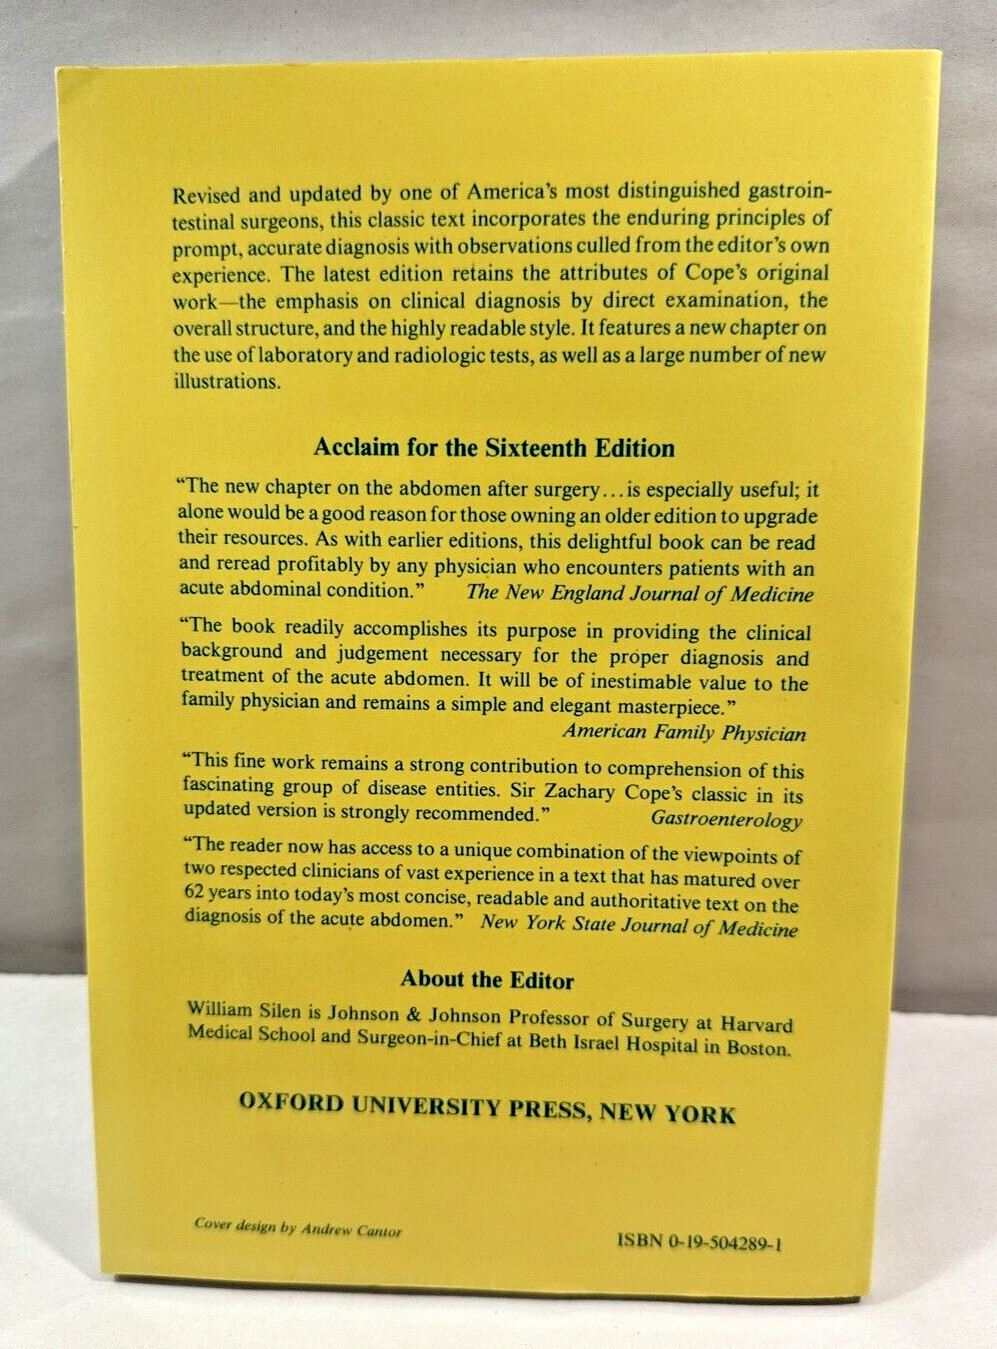 Revised and updated by one of America's most distinguished gastroin-
testinal surgeons, this classic text incorporates the enduring principles of
prompt, accurate diagnosis with observations culled from the editor's own
experience. The latest edition retains the attributes of Cope's original
work—the emphasis on clinical diagnosis by direct examination, the
overall structure, and the highly readable style. It features a new chapter on
the use of laboratory and radiologic tests, as well as a large number of new
illustrations.
Acclaim for the Sixteenth Edition
“The new chapter on the abdomen after surgery...is especially useful; it
alone would be a good reason for those owning an older edition to upgrade
their resources. As with earlier editions, this delightful book can be read
and reread profitably by any physician who encounters patients with an
acute abdominal condition.” The New England Journal of Medicine
“The book readily accomplishes its purpose in providing the clinical
background and judgement necessary for the proper diagnosis and
treatment of the acute abdomen. It will be of inestimable value to the
family physician and remains a simple and elegant masterpiece.”
American Family Physician
“This fine work remains a strong contribution to comprehension of this
fascinating group of disease entities. Sir Zachary Cope's classic in its
updated version is strongly recommended.” Gastroenterology
“The reader now has access to a unique combination of the viewpoints of
two respected clinicians of vast experience in a text that has matured over
62 years into today's most concise, readable and authoritative text on the
diagnosis of the acute abdomen.” New York State Journal of Medicine
About the Editor
William Silen is Johnson & Johnson Professor of Surgery at Harvard
Medical School and Surgeon-in-Chief at Beth Israel Hospital in Boston.
OXFORD UNIVERSITY PRESS, NEW YORK
Cover design by Andrew Cantor
ISBN 0-19-504289-1